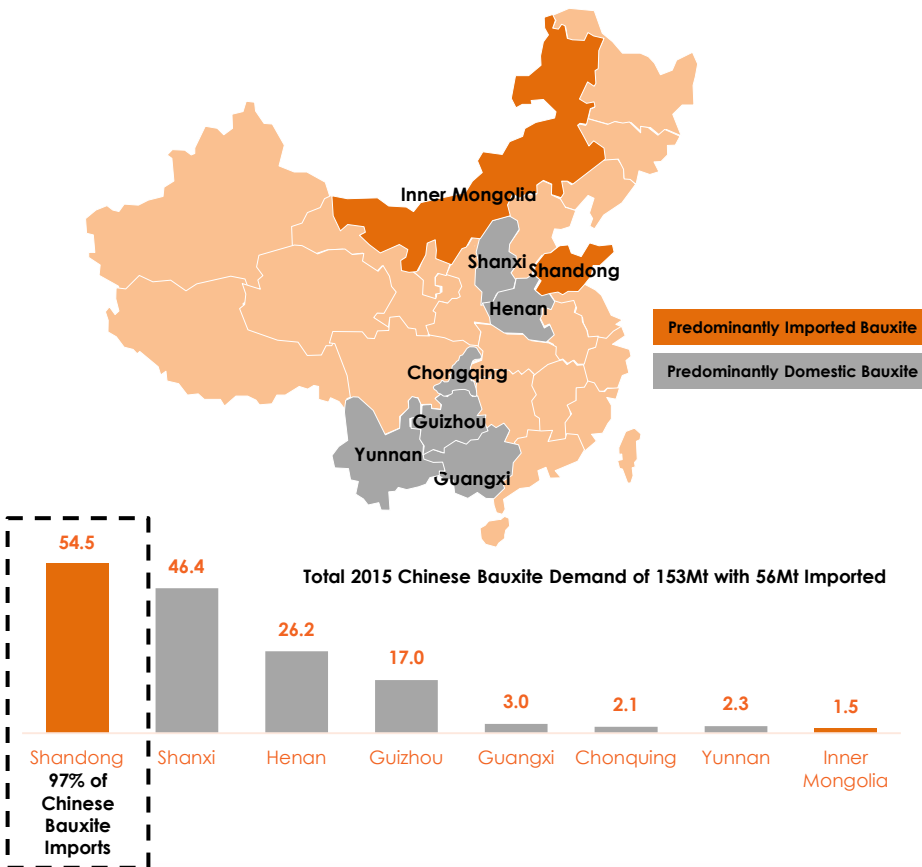 Inner Mongolia
Shanxi
Shandong
Henan
Predominantly Imported Bauxite
Predominantly Domestic Bauxite
Chongqing
Guizhou
Yunnan
Guangxi
Total 2015 Chinese Bauxite Demand of 153Mt with 56Mt Imported
54.5
46.4
26.2
17.0
3.0
2.1
2.3
1.5
Shandong
Shanxi
Henan
Guizhou
Guangxi
Chonquing
Yunnan
Inner
Mongolia
97% of
Chinese
Bauxite
Imports